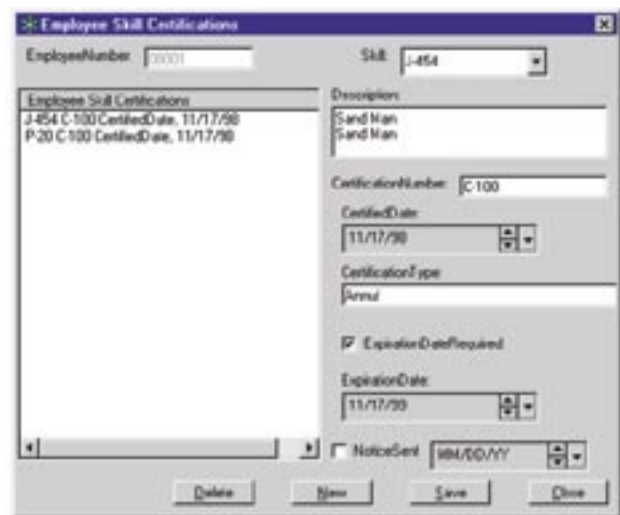 Employee Skill Certifications
EmployeeNumber
Skill:
J-454
Employee Skill Certifications
J-454 C-100 CertifiedDate, 11/17/98
P-20 C-100 CertifiedDate, 11/17/98
Description:
Sand Man
Sand Man
CertificationNumber:
C-100
CertifiedDate:
11/17/98
CertificationType
Annul
ExpirationDateRequired
ExpirationDate:
11/17/99
NoticeSent
MM/DD/YY
Delete
New
Save
Close